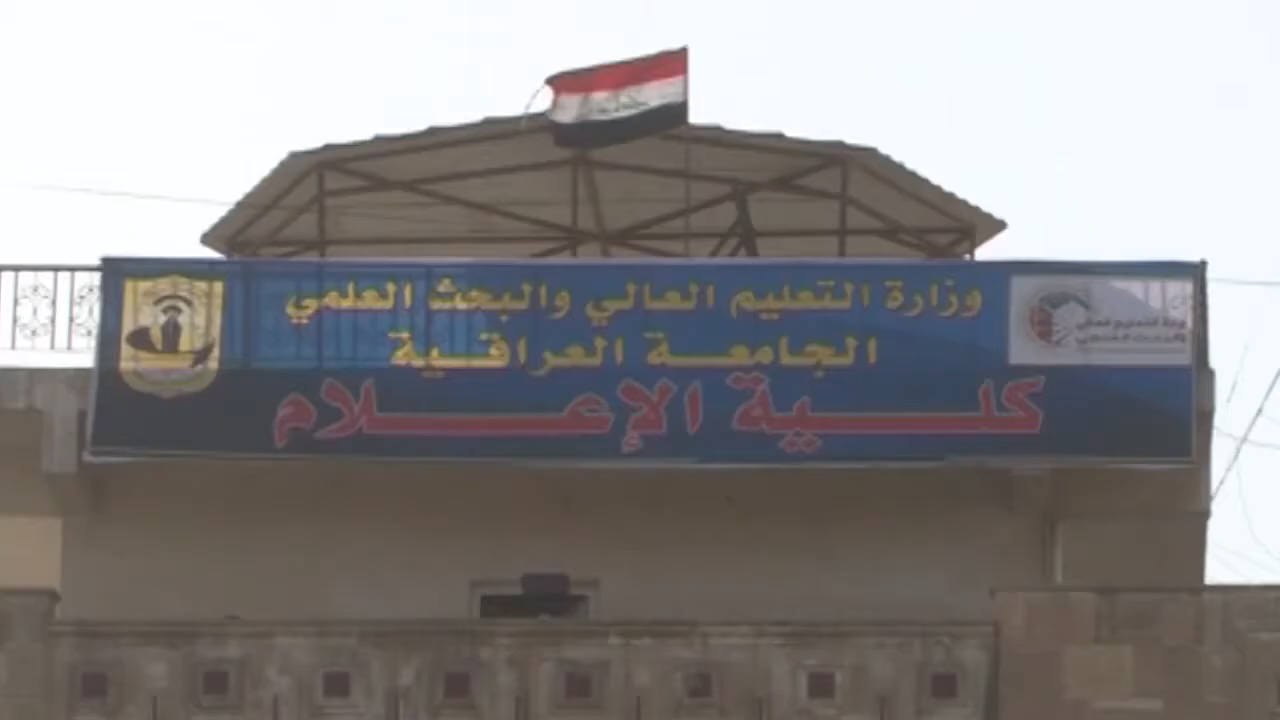 وزارة التعليم العالي والبحث العلمي
الجامعة العراقية
كلية الإعلام